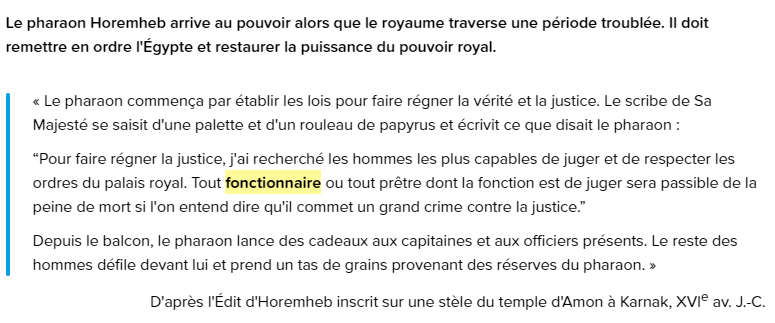 Le pharaon Horemheb arrive au pouvoir alors que le royaume traverse une période troublée. Il doit
remettre en ordre l'Égypte et restaurer la puissance du pouvoir royal.
« Le pharaon commença par établir les lois pour faire régner la vérité et la justice. Le scribe de Sa
Majesté se saisit d'une palette et d'un rouleau de papyrus et écrivit ce que disait le pharaon :
“Pour faire régner la justice, j'ai recherché les hommes les plus capables de juger et de respecter les
ordres du palais royal. Tout fonctionnaire ou tout prêtre dont la fonction est de juger sera passible de la
peine de mort si l'on entend dire qu'il commet un grand crime contre la justice.”
Depuis le balcon, le pharaon lance des cadeaux aux capitaines et aux officiers présents. Le reste des
hommes défile devant lui et prend un tas de grains provenant des réserves du pharaon. »
D'après l'Édit d'Horemheb inscrit sur une stèle du temple d'Amon à Karnak, XVIe av. J.-C.